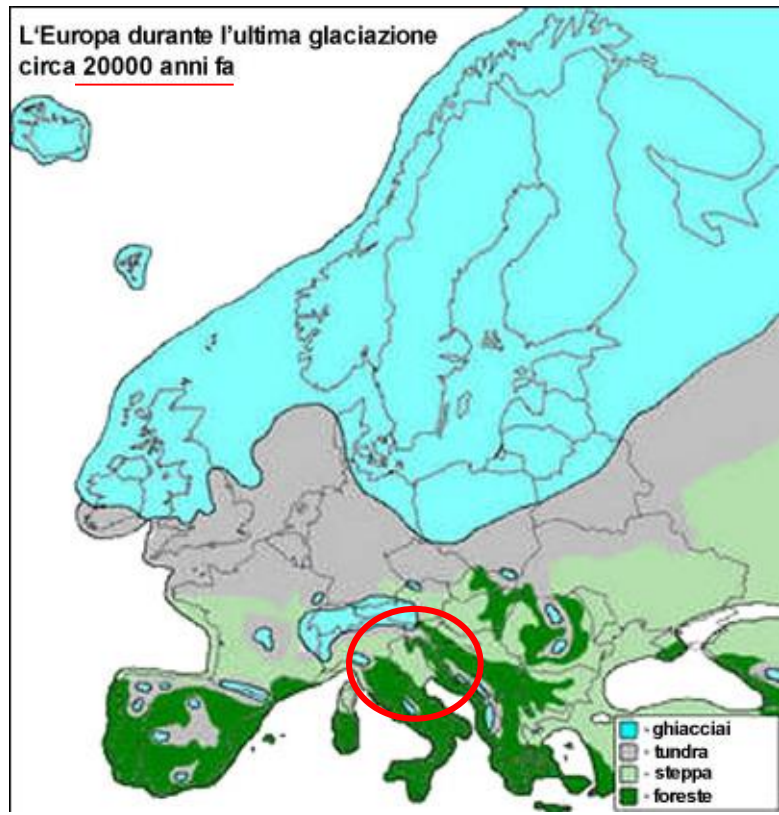 L'Europa durante l'ultima glaciazione
circa 20000 anni fa
- ghiacciai
- tundra
- steppa
- foreste